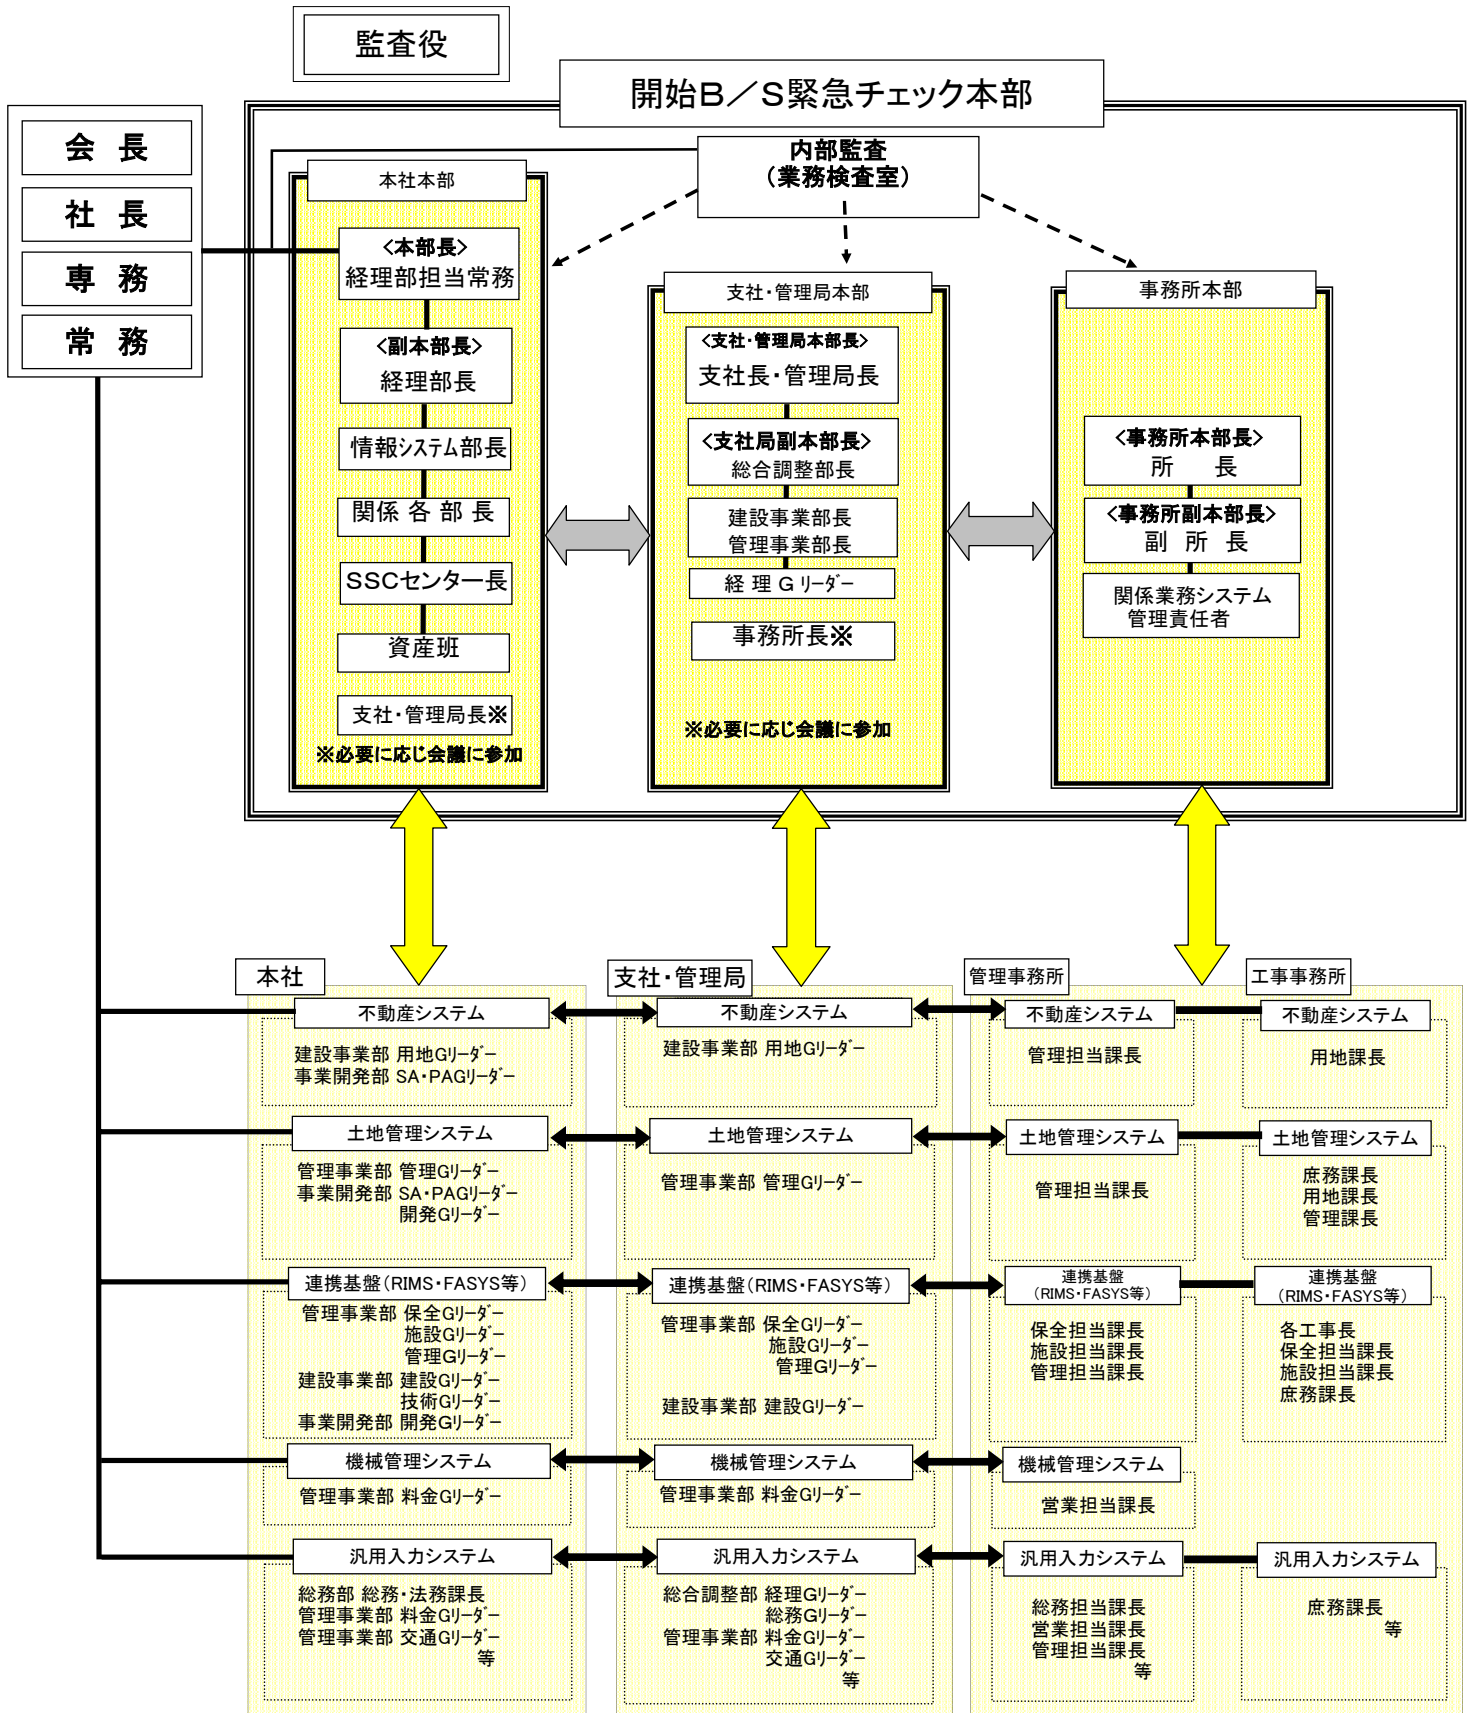 監査役
開始B/S緊急チェック本部
会　長
社　長
専　務
常　務
内部監査
(業務検査室)
本社本部
<本部長>
経理部担当常務
<副本部長>
経理部長
情報ｼｽﾃﾑ部長
関係 各 部 長
SSCセンター長
資産班
支社・管理局長※
※必要に応じ会議に参加
支社・管理局本部
<支社・管理局本部長>
支社長・管理局長
<支社局副本部長>
総合調整部長
建設事業部長
管理事業部長
経 理 G ﾘｰﾀﾞｰ
事務所長※
※必要に応じ会議に参加
事務所本部
<事務所本部長>
所　長
<事務所副本部長>
副 所 長
関係業務システム
管理責任者
本社
不動産システム
建設事業部 用地Gﾘｰﾀﾞｰ
事業開発部 SA・PAGﾘｰﾀﾞｰ
土地管理システム
管理事業部 管理Gﾘｰﾀﾞｰ
事業開発部 SA・PAGﾘｰﾀﾞｰ
開発Gﾘｰﾀﾞｰ
連携基盤(RIMS・FASYS等)
管理事業部 保全Gﾘｰﾀﾞｰ
施設Gﾘｰﾀﾞｰ
管理Gﾘｰﾀﾞｰ
建設事業部 建設Gﾘｰﾀﾞｰ
技術Gﾘｰﾀﾞｰ
事業開発部 開発Gﾘｰﾀﾞｰ
機械管理システム
管理事業部 料金Gﾘｰﾀﾞｰ
汎用入力システム
総務部 総務・法務課長
管理事業部 料金Gﾘｰﾀﾞｰ
管理事業部 交通Gﾘｰﾀﾞｰ
等
支社・管理局
不動産システム
建設事業部 用地Gﾘｰﾀﾞｰ
土地管理システム
管理事業部 管理Gﾘｰﾀﾞｰ
連携基盤(RIMS・FASYS等)
管理事業部 保全Gﾘｰﾀﾞｰ
施設Gﾘｰﾀﾞｰ
管理Gﾘｰﾀﾞｰ
建設事業部 建設Gﾘｰﾀﾞｰ
機械管理システム
管理事業部 料金Gﾘｰﾀﾞｰ
汎用入力システム
総合調整部 経理Gﾘｰﾀﾞｰ
総務Gﾘｰﾀﾞｰ
管理事業部 料金Gﾘｰﾀﾞｰ
交通Gﾘｰﾀﾞｰ
等
管理事務所
不動産システム
管理担当課長
土地管理システム
管理担当課長
連携基盤
(RIMS・FASYS等)
保全担当課長
施設担当課長
管理担当課長
機械管理システム
営業担当課長
汎用入力システム
総務担当課長
営業担当課長
管理担当課長
等
工事事務所
不動産システム
用地課長
土地管理システム
庶務課長
用地課長
管理課長
連携基盤
(RIMS・FASYS等)
各工事長
保全担当課長
施設担当課長
庶務課長
汎用入力システム
庶務課長
等